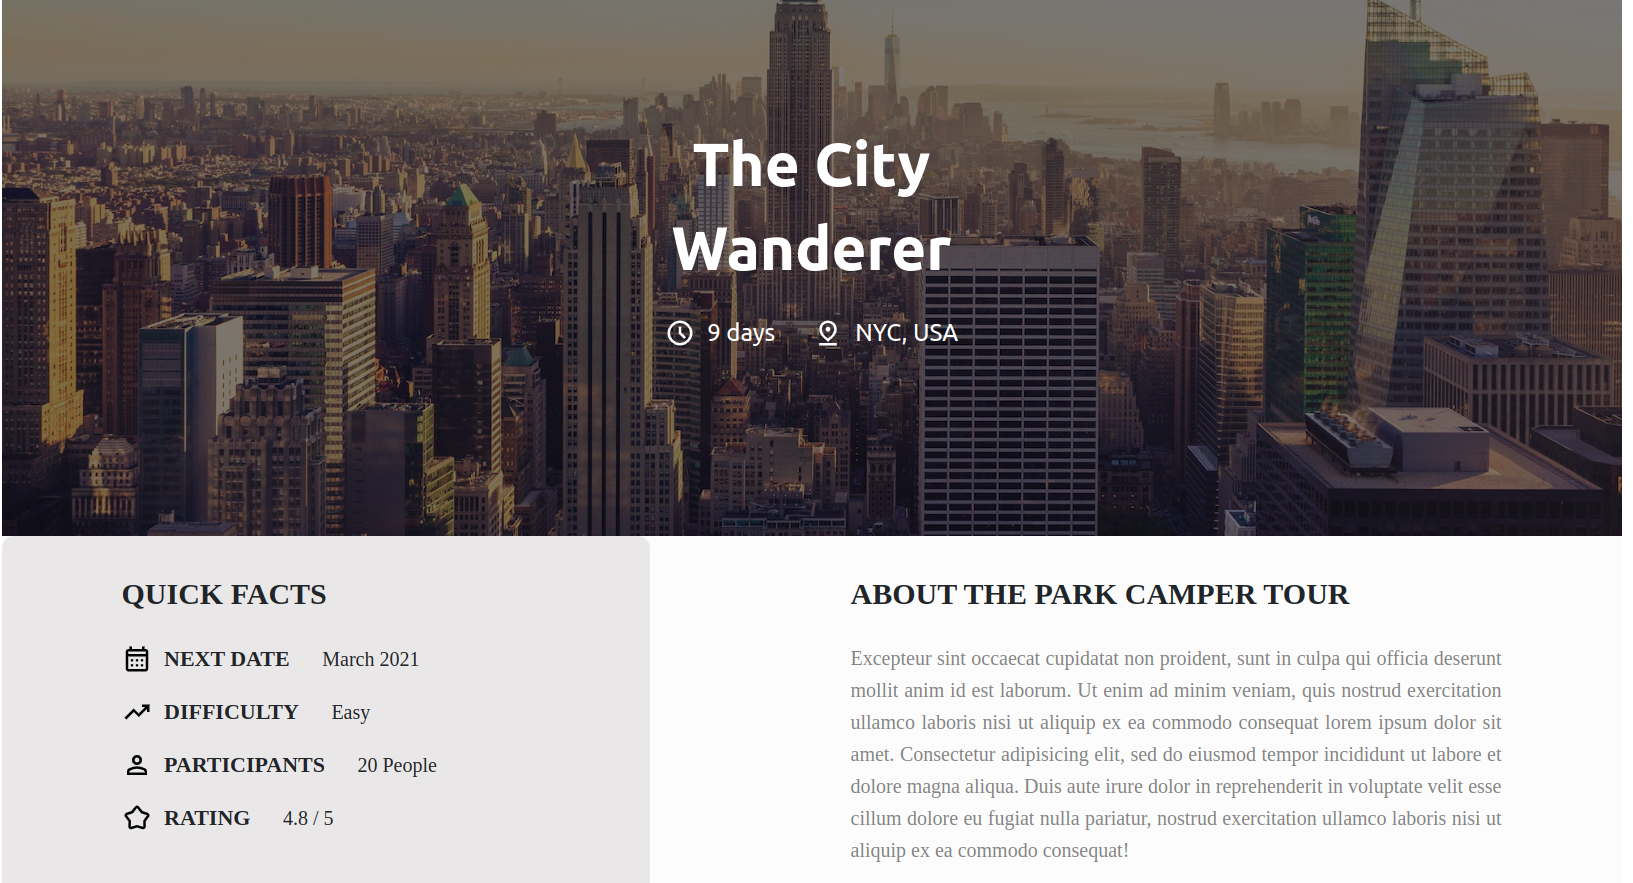 The City
Wanderer
9 days NYC, USA
QUICK FACTS
NEXT DATE March 2021
DIFFICULTY Easy
PARTICIPANTS 20 People
RATING 4.8 / 5
ABOUT THE PARK CAMPER TOUR
Excepteur sint occaecat cupidatat non proident, sunt in culpa qui officia deserunt
mollit anim id est laborum. Ut enim ad minim veniam, quis nostrud exercitation
ullamco laboris nisi ut aliquip ex ea commodo consequat lorem ipsum dolor sit
amet. Consectetur adipisicing elit, sed do eiusmod tempor incididunt ut labore et
dolore magna aliqua. Duis aute irure dolor in reprehenderit in voluptate velit esse
cillum dolore eu fugiat nulla pariatur, nostrud exercitation ullamco laboris nisi ut
aliquip ex ea commodo consequat!